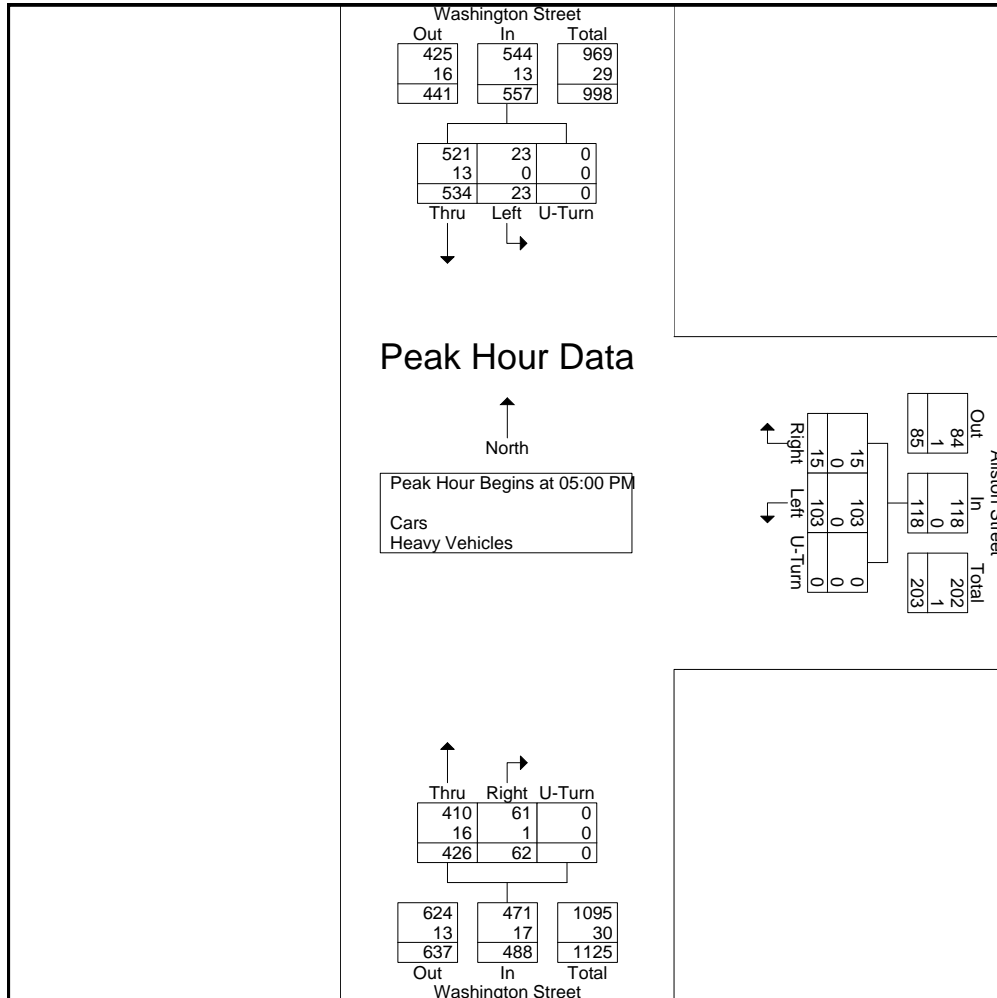 Washington Street
Out In Total
425 544 969
16 13 29
441 557 998
521 23 0
13 0 0
534 23 0
Thru Left U-Turn
Peak Hour Data
North
Peak Hour Begins at 05:00 PM
Cars
Heavy Vehicles
Allston Street
Out In Total
84 118 202
1 0 1
85 118 203
15 103 0
0 0 0
15 103 0
Right Left U-Turn
Thru Right U-Turn
410 61 0
16 1 0
426 62 0
624 471 1095
13 17 30
637 488 1125
Out In Total
Washington Street